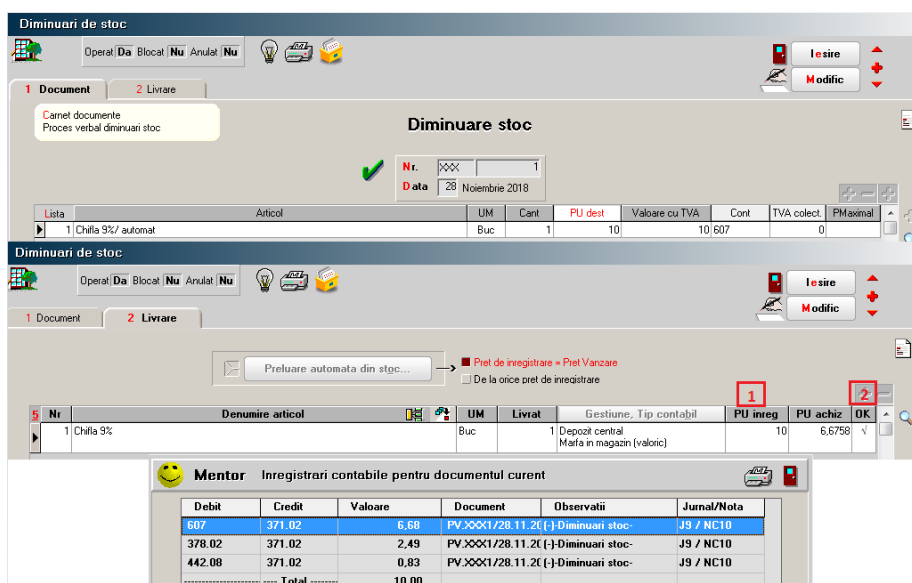 Diminuari de stoc
Operat Da Blocat Nu Anulat Nu
Iesire
Modific
1 Document 2 Livrare
Carnet documente
Proces verbal diminuari stoc
Diminuare stoc
Nr. XXX 1
Data 28 Noiembrie 2018
Lista Articol UM Cant PU dest Valoare cu TVA Cont TVA colect. PMaximal
1 Chifla 9%/ automat Buc 1 10 10 607 0
Diminuari de stoc
Operat Da Blocat Nu Anulat Nu
Iesire
Modific
1 Document 2 Livrare
Preluare automata din stoc...
Pret de inregistrare = Pret Vanzare
De la orice pret de inregistrare
1 2
5 Nr Denumire articol UM Livrat Gestiune, Tip contabil PU inreg PU achiz OK
1 Chifla 9% Buc 1 Depozit central 10 6,6758 √
Marfa in magazin (valoric)
Mentor Inregistrari contabile pentru documentul curent
Debit Credit Valoare Document Observatii Jurnal/Nota
607 371.02 6,68 PV.XXX1/28.11.20 (-)-Diminuari stoc- J9 / NC10
378.02 371.02 2,49 PV.XXX1/28.11.20 (-)-Diminuari stoc- J9 / NC10
442.08 371.02 0,83 PV.XXX1/28.11.20 (-)-Diminuari stoc- J9 / NC10
-------------------- ---- Total -------- 10,00